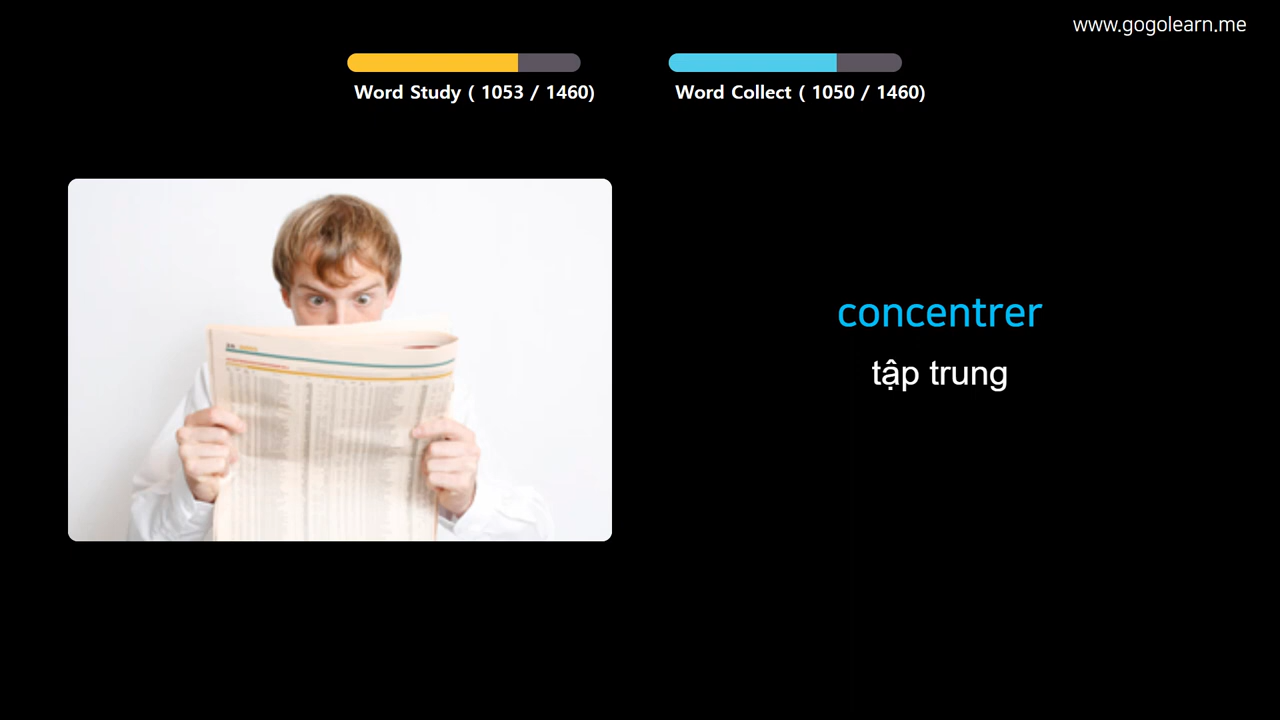 www.gogolearn.me
Word Study ( 1053 / 1460)
Word Collect ( 1050 / 1460)
concentrer
tập trung